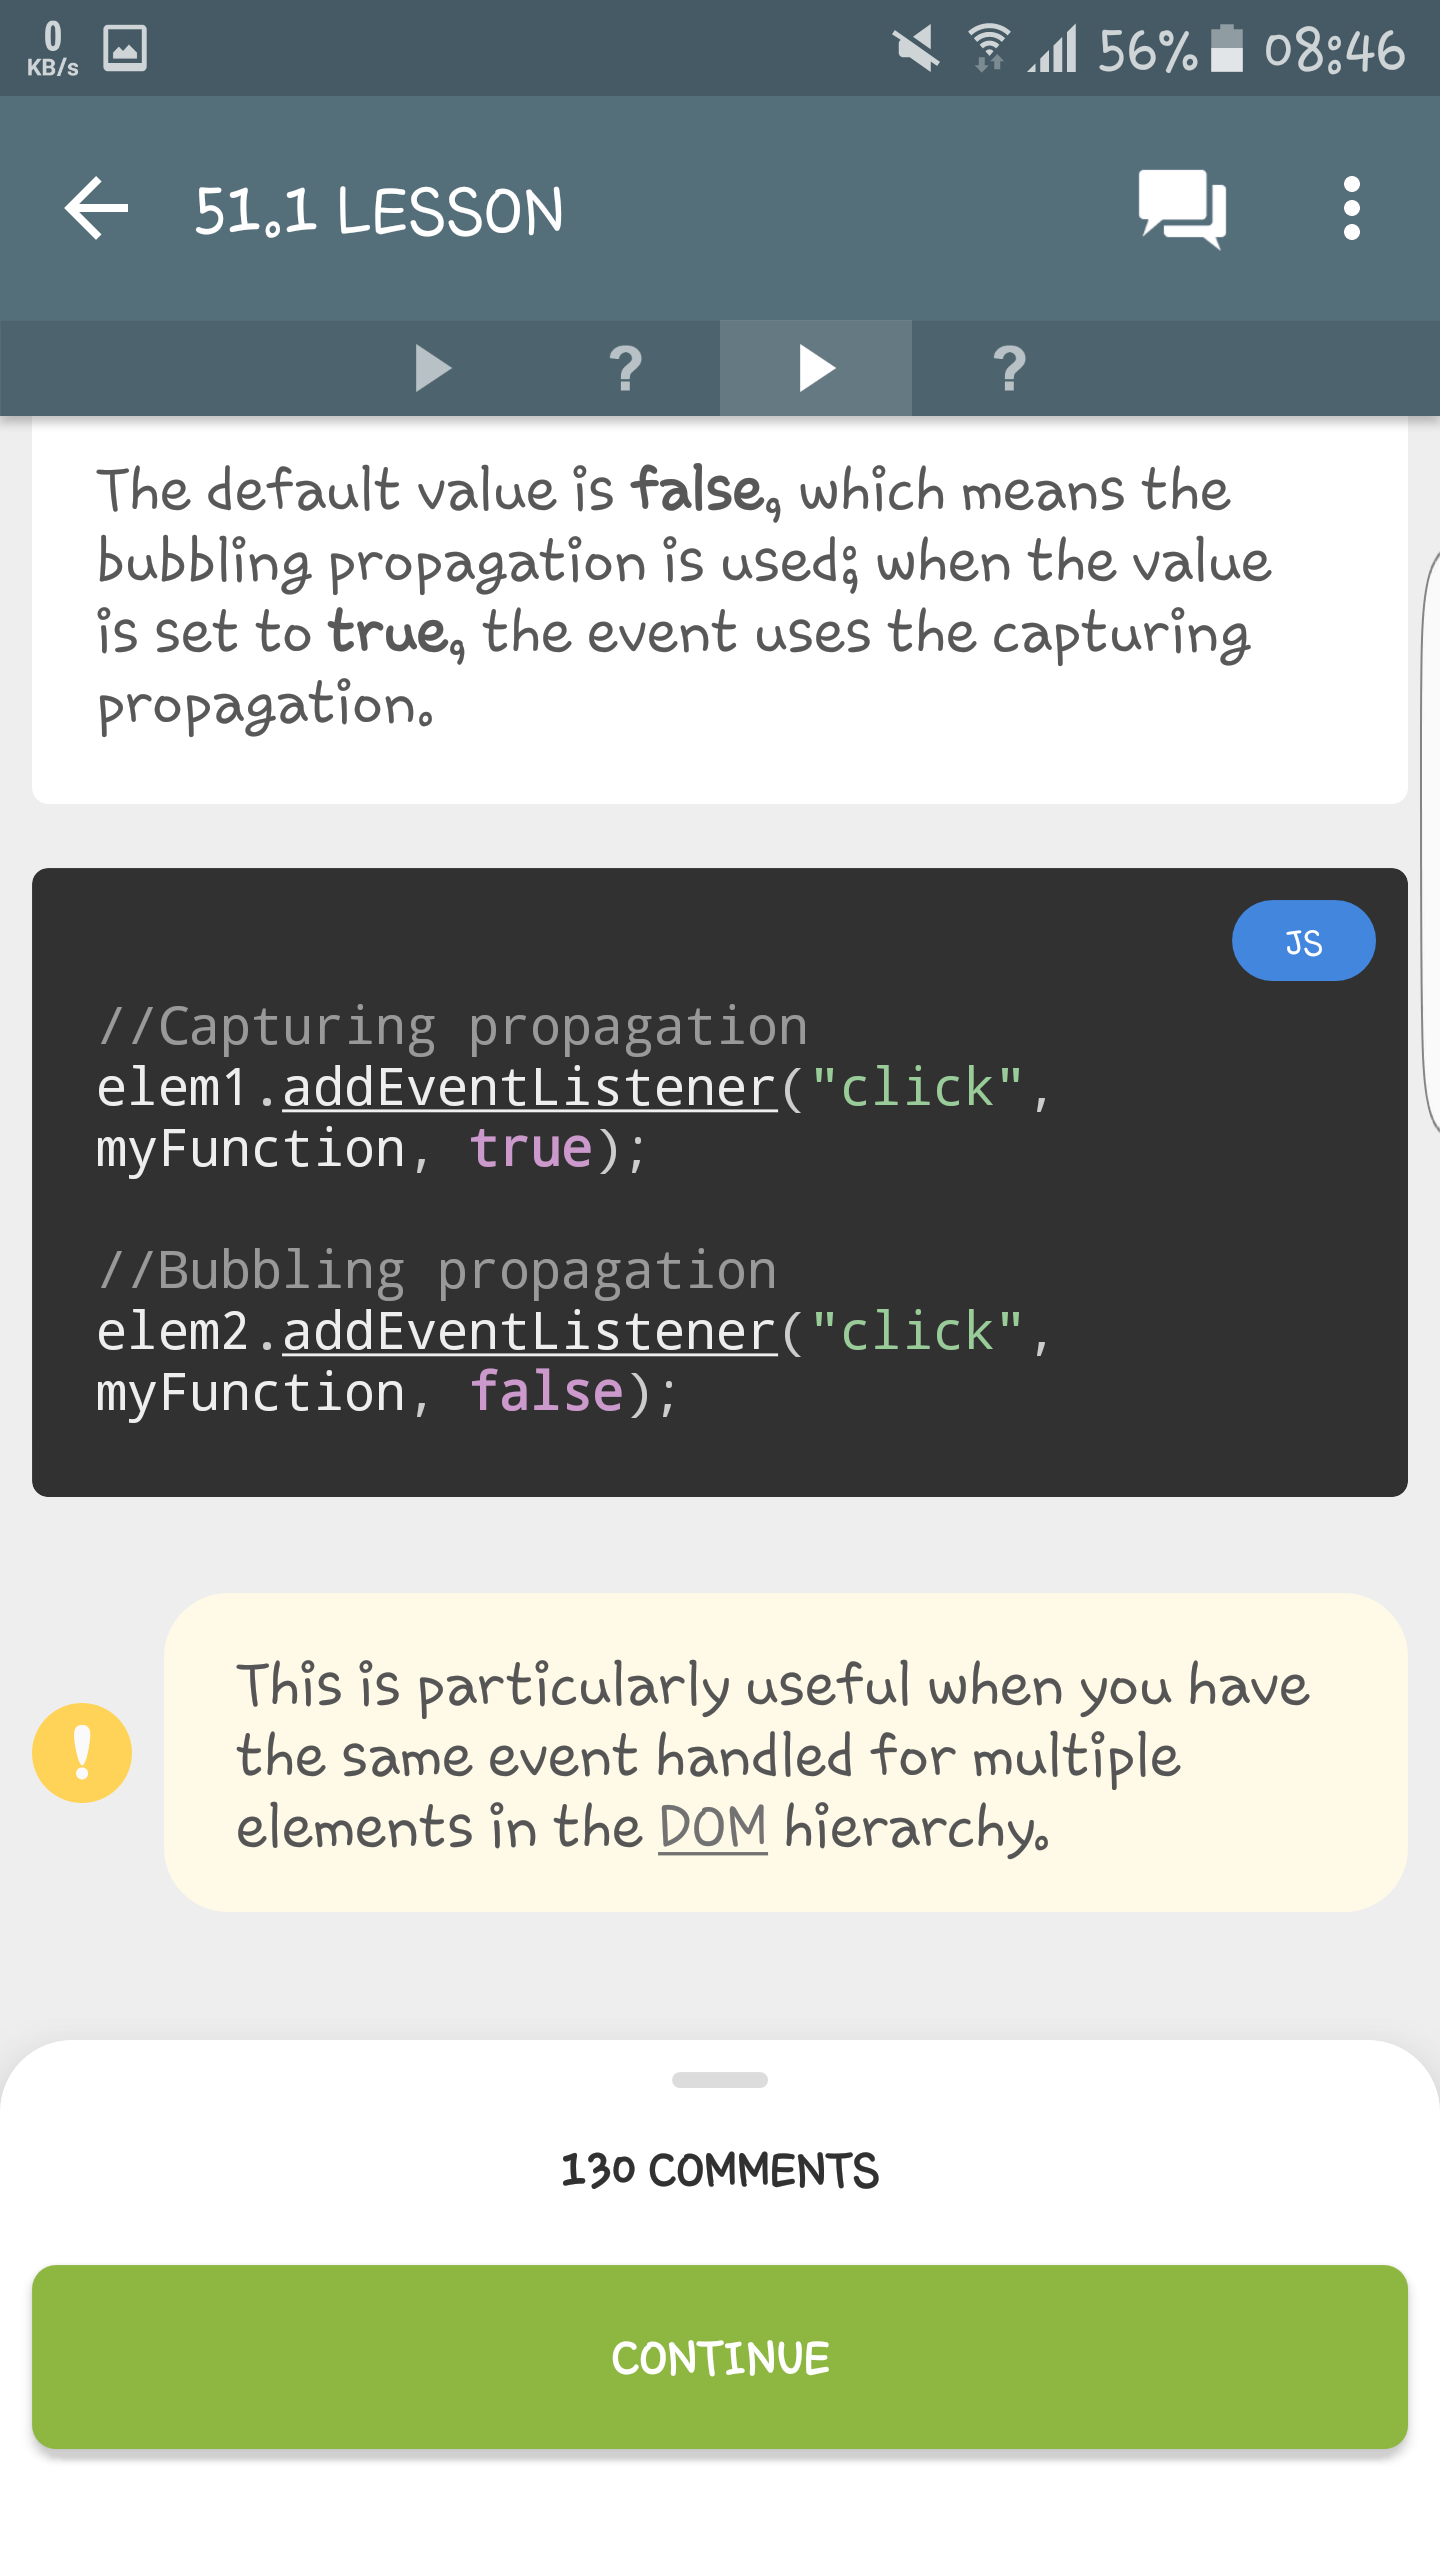 0
KB/s
56%
08:46
51.1 LESSON
?
?
The default value is false, which means the
bubbling propagation is used; when the value
is set to true, the event uses the capturing
propagation.
JS
//Capturing propagation
elem1.addEventListener("click",
myFunction, true);
//Bubbling propagation
elem2.addEventListener("click",
myFunction, false);
!
This is particularly useful when you have
the same event handled for multiple
elements in the DOM hierarchy.
130 COMMENTS
CONTINUE